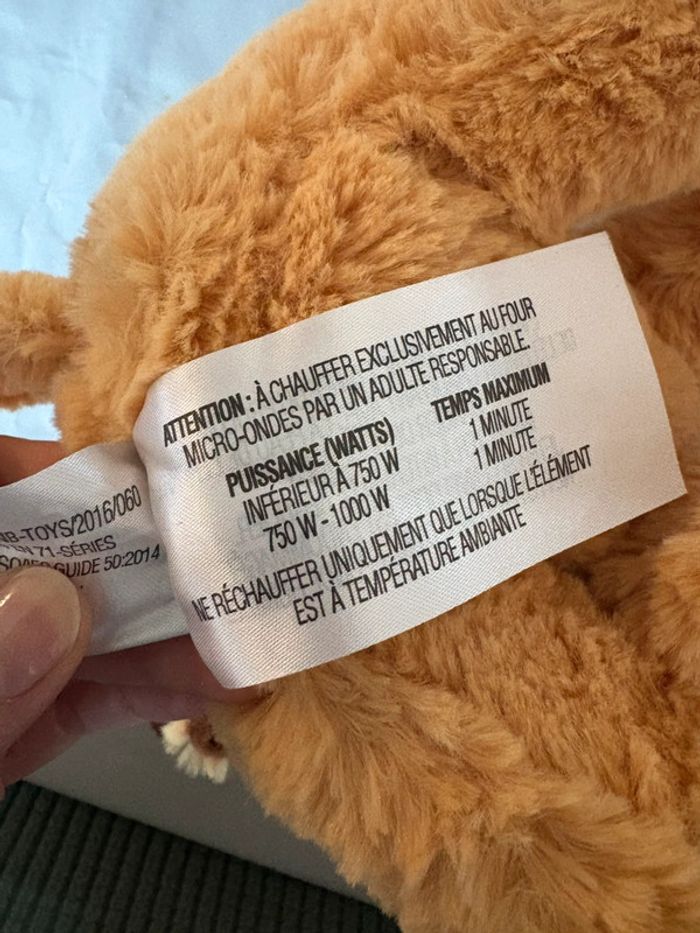 ATTENTION : À CHAUFFER EXCLUSIVEMENT AU FOUR
MICRO-ONDES PAR UN ADULTE RESPONSABLE.
PUISSANCE (WATTS) TEMPS MAXIMUM
INFÉRIEUR À 750 W 1 MINUTE
750 W - 1000 W 1 MINUTE
NE RÉCHAUFFER UNIQUEMENT QUE LORSQUE L'ÉLÉMENT
EST À TEMPÉRATURE AMBIANTE
NB-TOYS/2016/060
71-SÉRIES
GUIDE 50:2014